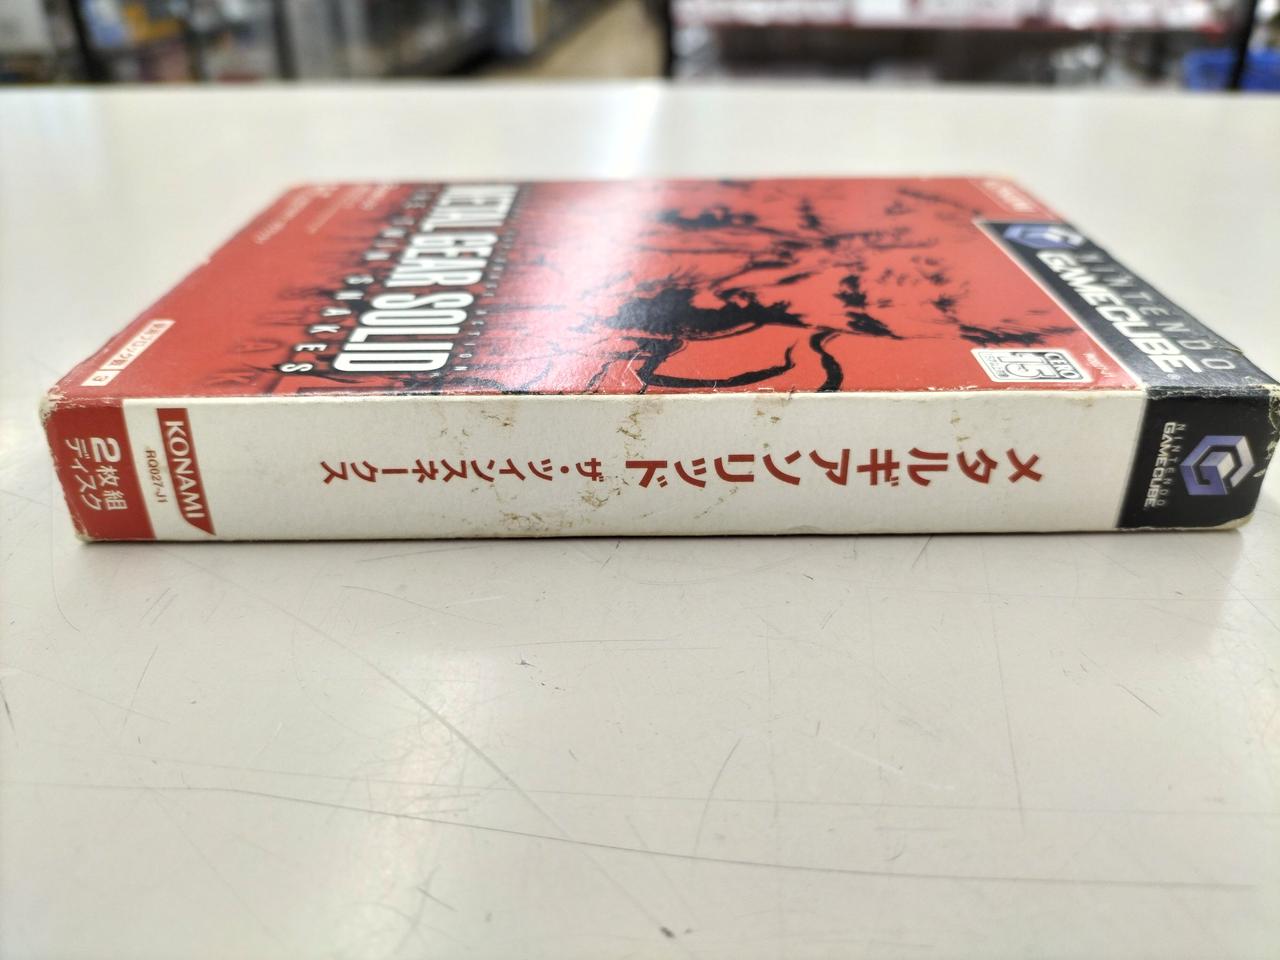 NINTENDO
GAMECUBE
METAL GEAR SOLID
THE TWIN SNAKES
CERO
15
NINTENDO
GAMECUBE
メタルギアソリッド ザ・ツインスネークス
KONAMI
RQ027-J1
2枚組
ディスク